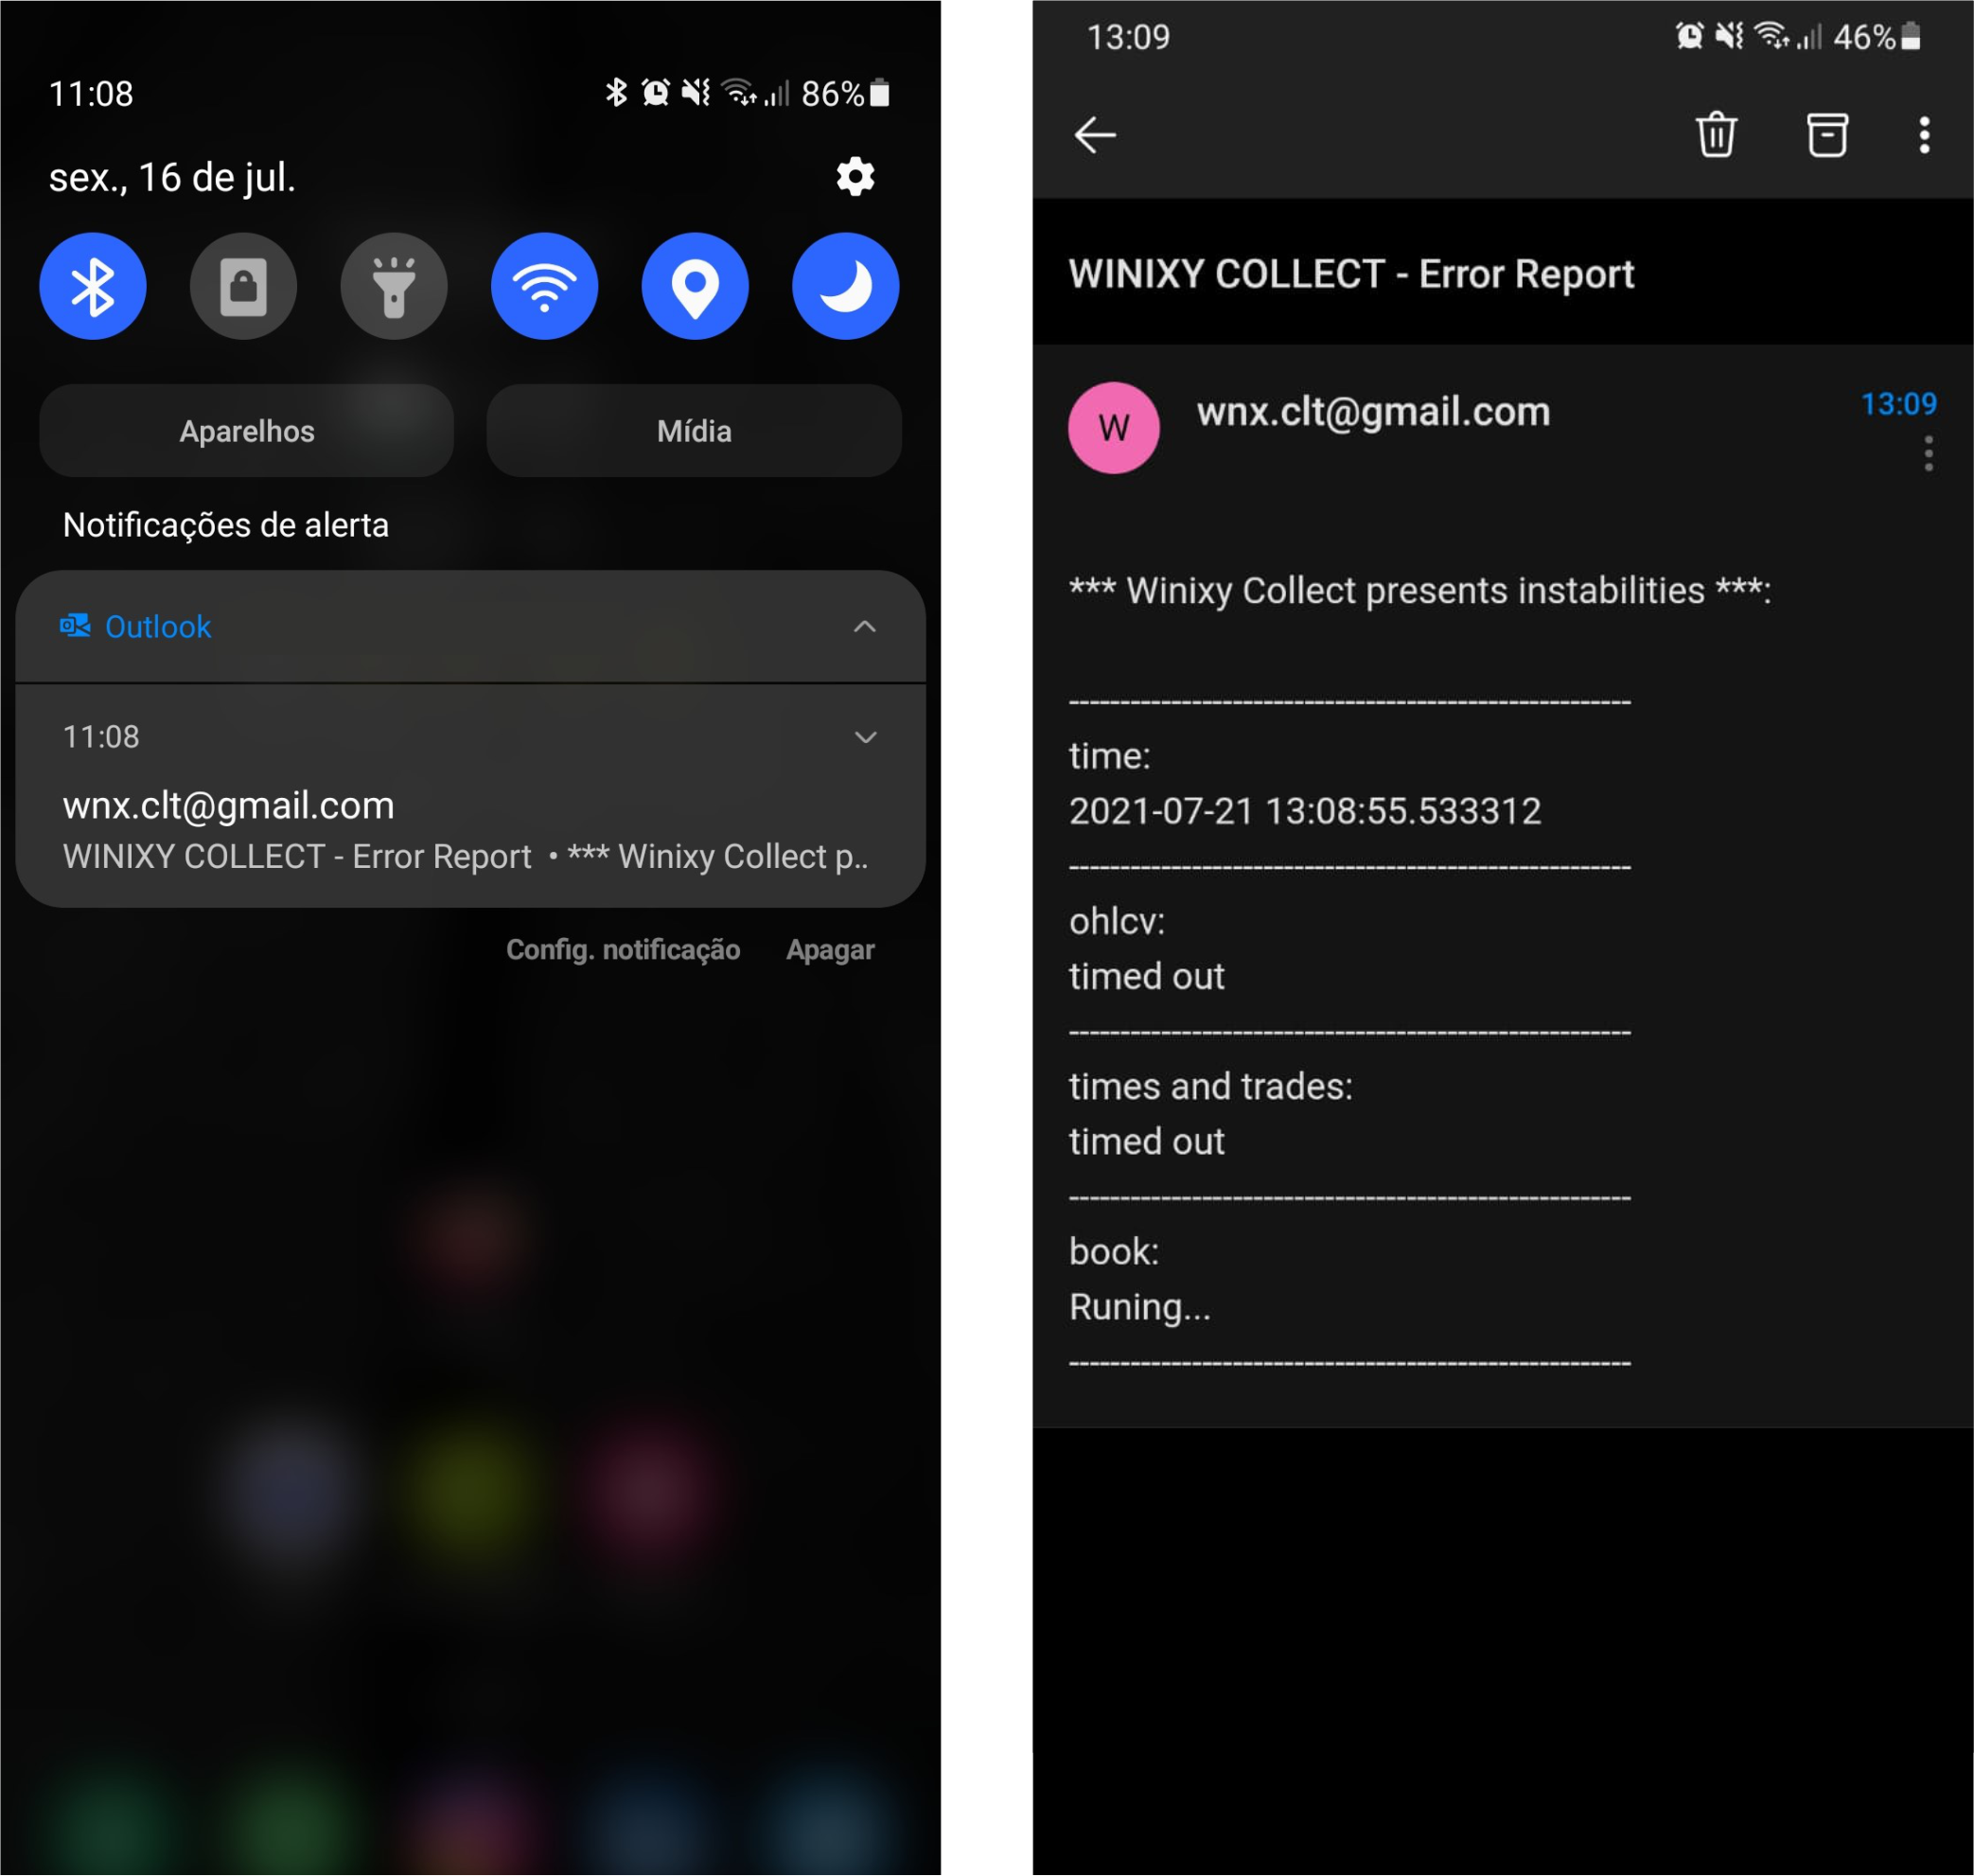 11:08
86%
sex., 16 de jul.
Aparelhos
Mídia
Notificações de alerta
Outlook
11:08
wnx.clt@gmail.com
WINIXY COLLECT - Error Report • *** Winixy Collect p..
Config. notificação
Apagar
13:09
46%
WINIXY COLLECT - Error Report
W
wnx.clt@gmail.com
13:09
*** Winixy Collect presents instabilities ***:
-------------------------------------------------------
time:
2021-07-21 13:08:55.533312
-------------------------------------------------------
ohlcv:
timed out
-------------------------------------------------------
times and trades:
timed out
-------------------------------------------------------
book:
Runing...
-------------------------------------------------------